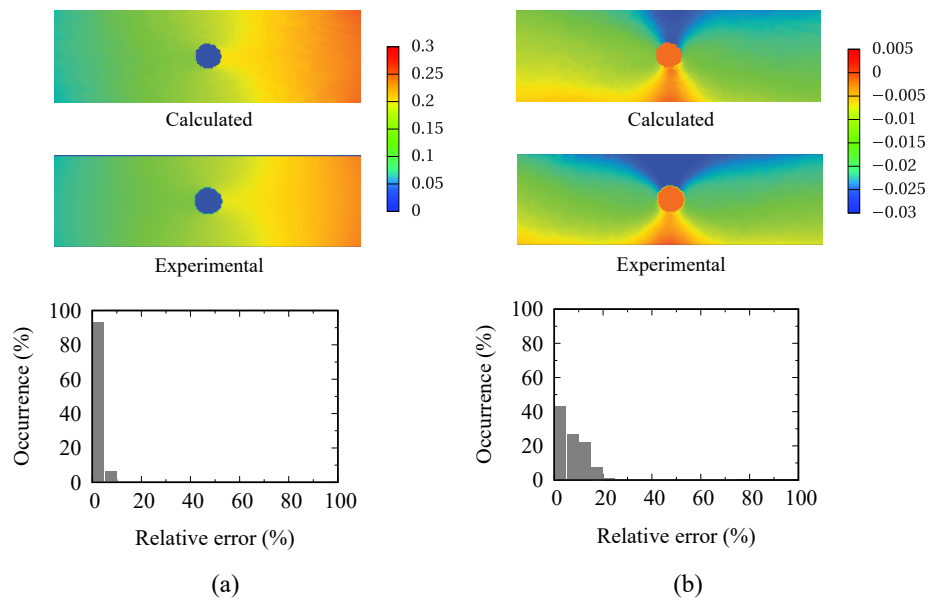 Calculated
Experimental
0.3
0.25
0.2
0.15
0.1
0.05
0
Occurrence (%)
100
80
60
40
20
0
0 20 40 60 80 100
Relative error (%)
(a)
Calculated
Experimental
0.005
0
−0.005
−0.01
−0.015
−0.02
−0.025
−0.03
Occurrence (%)
100
80
60
40
20
0
0 20 40 60 80 100
Relative error (%)
(b)